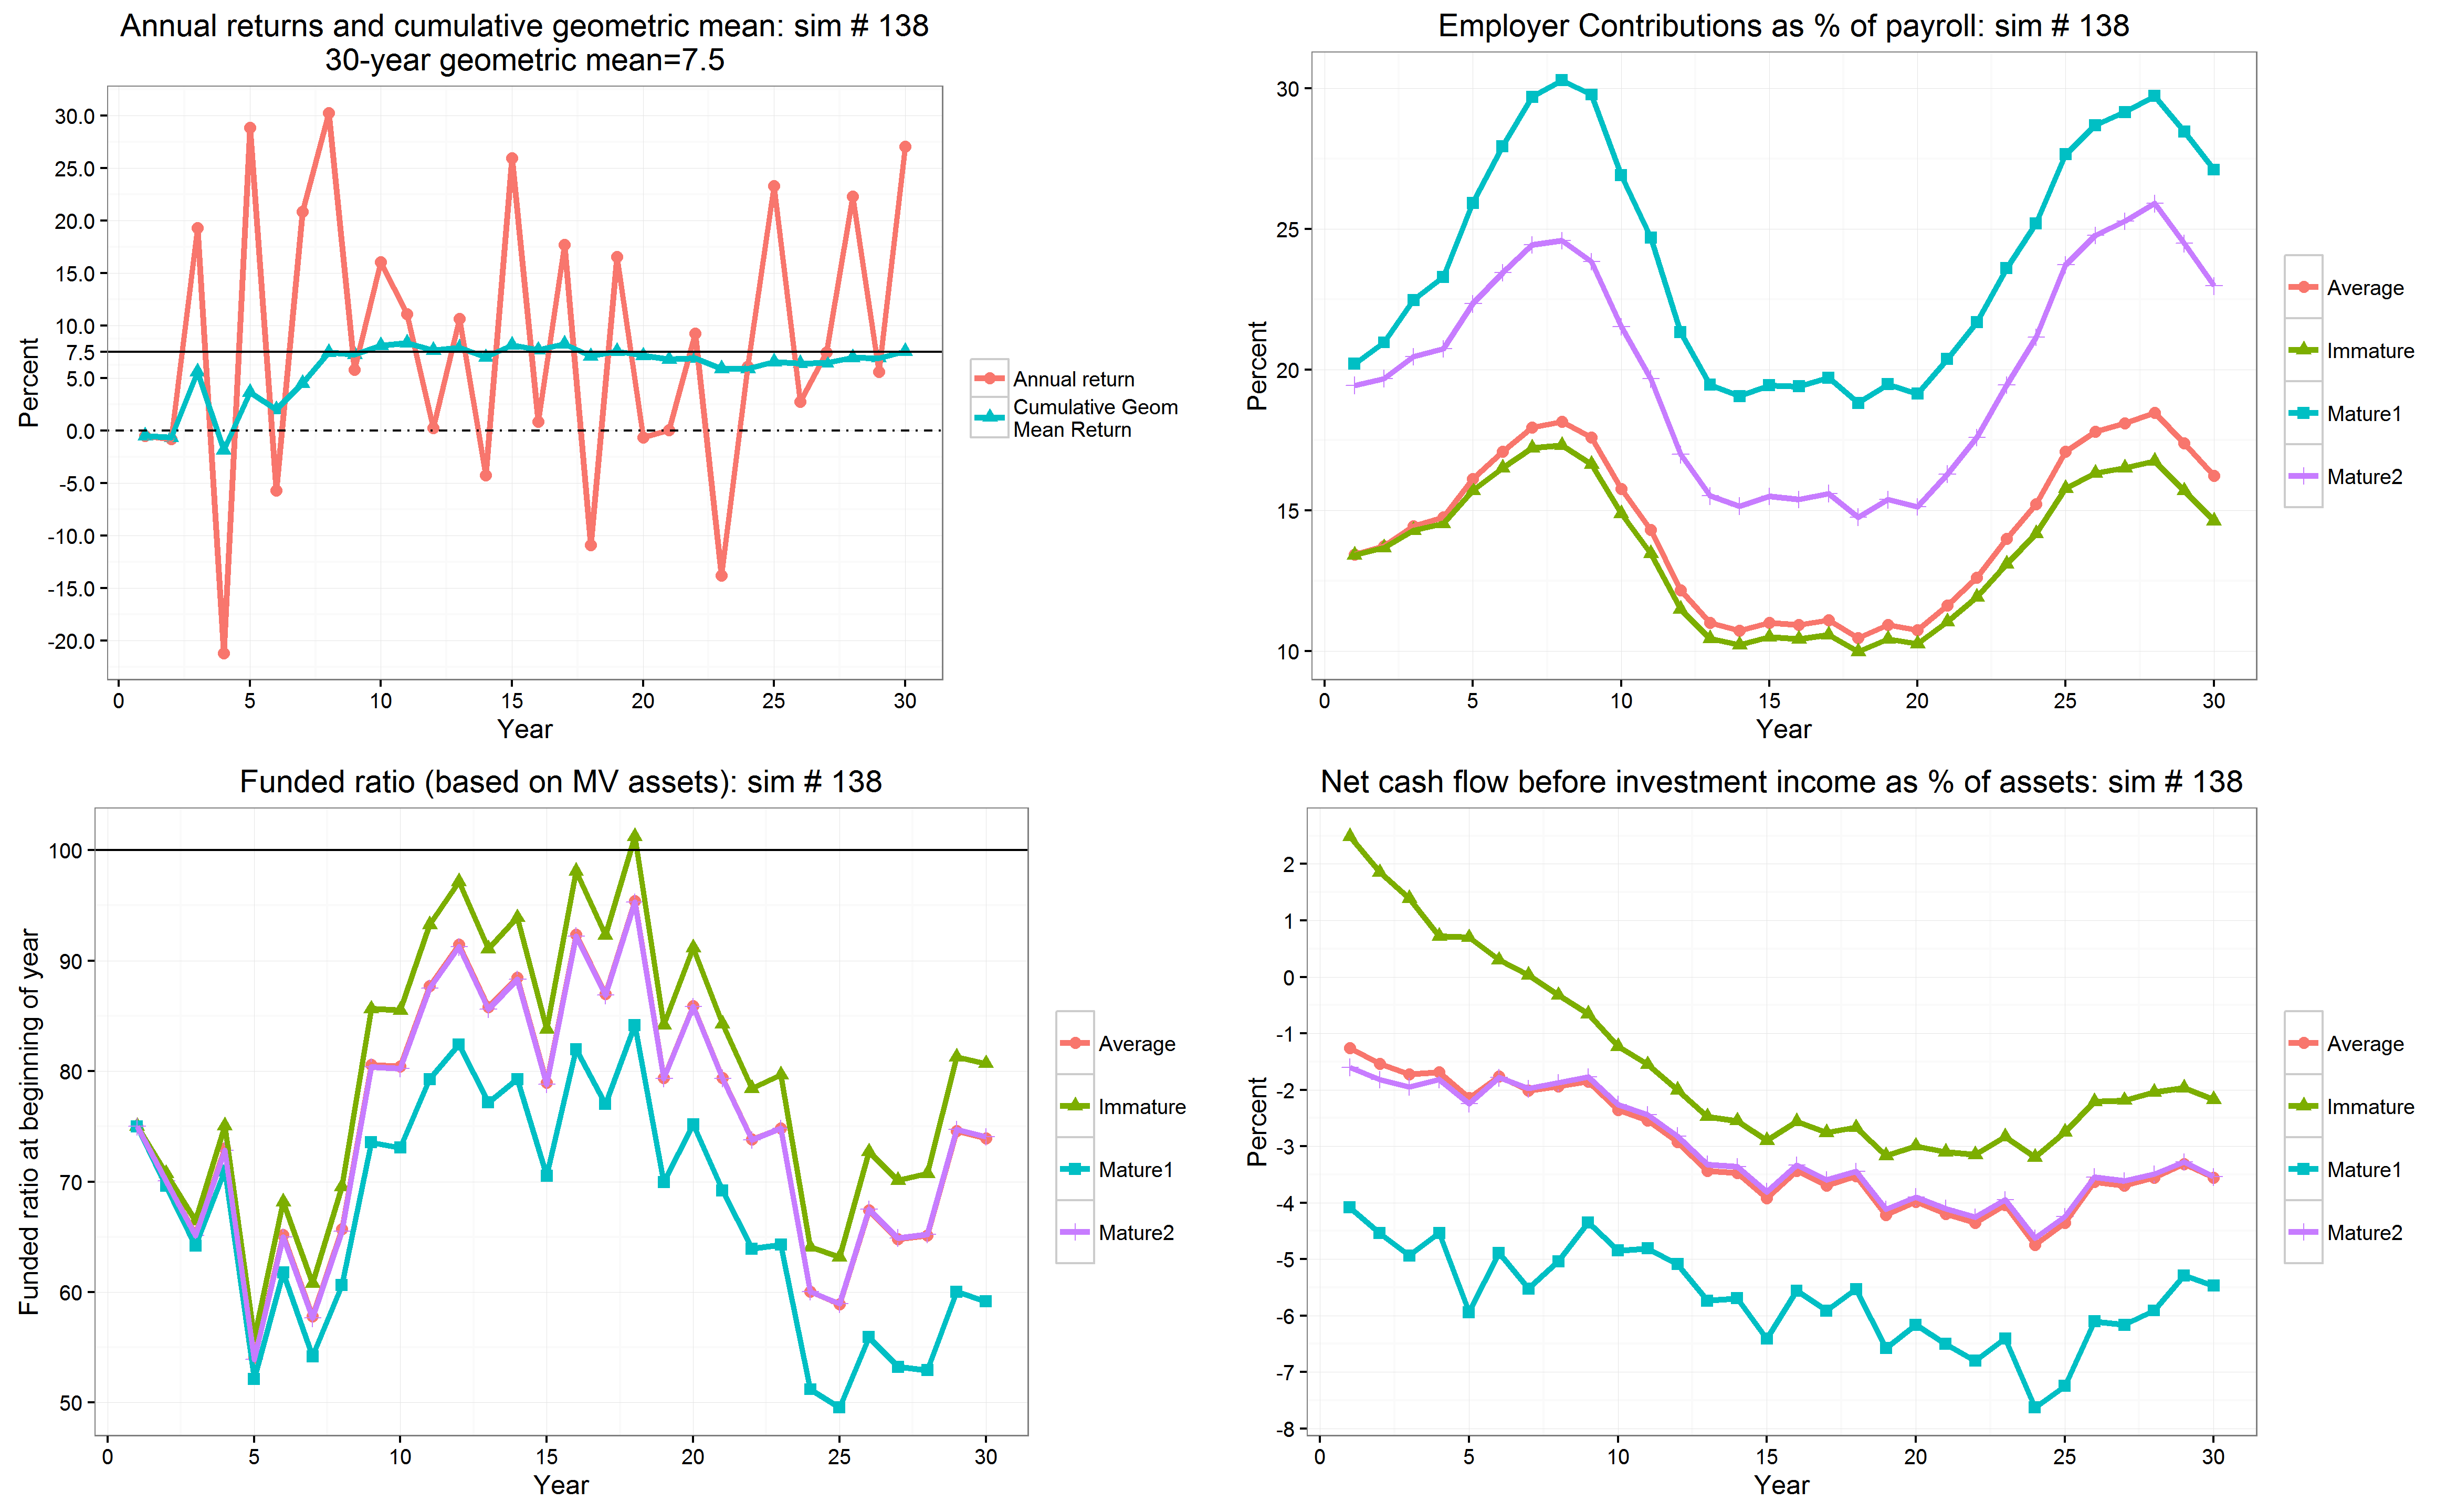 Annual returns and cumulative geometric mean: sim # 138
30-year geometric mean=7.5
30.0
25.0
20.0
15.0
10.0
7.5
5.0
0.0
-5.0
-10.0
-15.0
-20.0
Percent
0 5 10 15 20 25 30
Year
Annual return
Cumulative Geom
Mean Return
Employer Contributions as % of payroll: sim # 138
30
25
20
15
10
Percent
0 5 10 15 20 25 30
Year
Average
Immature
Mature1
Mature2
Funded ratio (based on MV assets): sim # 138
100
90
80
70
60
50
Funded ratio at beginning of year
0 5 10 15 20 25 30
Year
Average
Immature
Mature1
Mature2
Net cash flow before investment income as % of assets: sim # 138
2
1
0
-1
-2
-3
-4
-5
-6
-7
-8
Percent
0 5 10 15 20 25 30
Year
Average
Immature
Mature1
Mature2